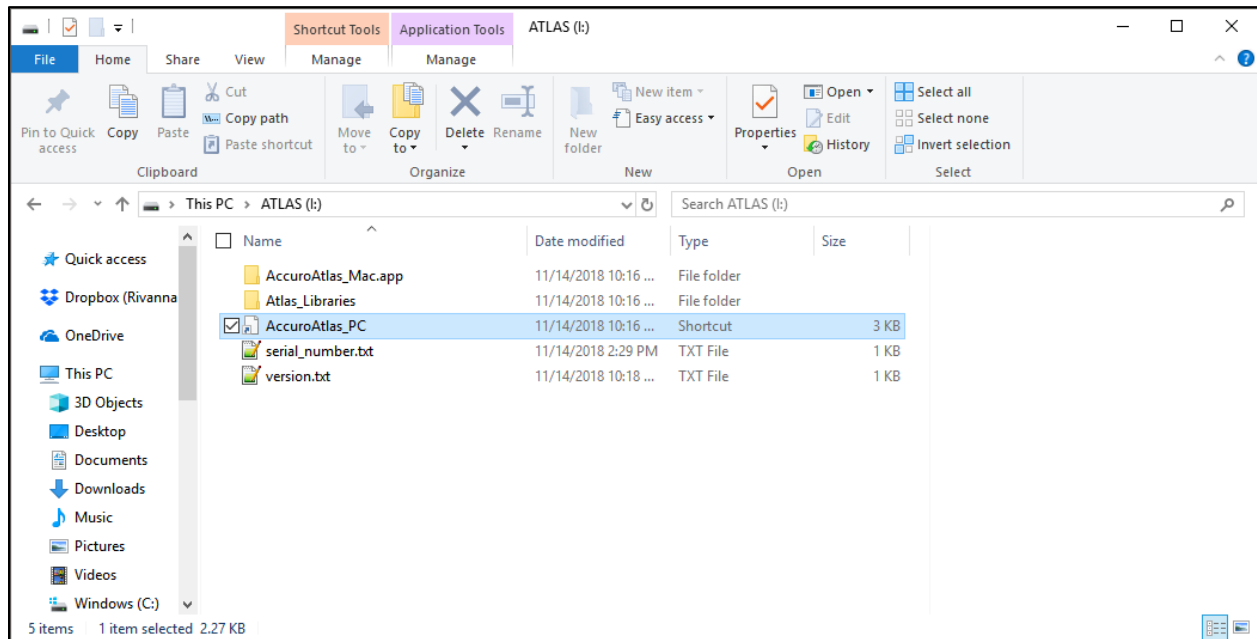 Shortcut Tools Application Tools ATLAS (I:)
File Home Share View Manage Manage
Pin to Quick access
Copy
Paste
Cut
Copy path
Paste shortcut
Clipboard
Move to
Copy to
Delete
Rename
Organize
New folder
New item
Easy access
New
Properties
Open
Edit
History
Open
Select all
Select none
Invert selection
Select
This PC > ATLAS (I:)
Search ATLAS (I:)
Quick access
Dropbox (Rivanna
OneDrive
This PC
3D Objects
Desktop
Documents
Downloads
Music
Pictures
Videos
Windows (C:)
Name Date modified Type Size
AccuroAtlas_Mac.app 11/14/2018 10:16 ... File folder
Atlas_Libraries 11/14/2018 10:16 ... File folder
AccuroAtlas_PC 11/14/2018 10:16 ... Shortcut 3 KB
serial_number.txt 11/14/2018 2:29 PM TXT File 1 KB
version.txt 11/14/2018 10:18 ... TXT File 1 KB
5 items 1 item selected 2.27 KB